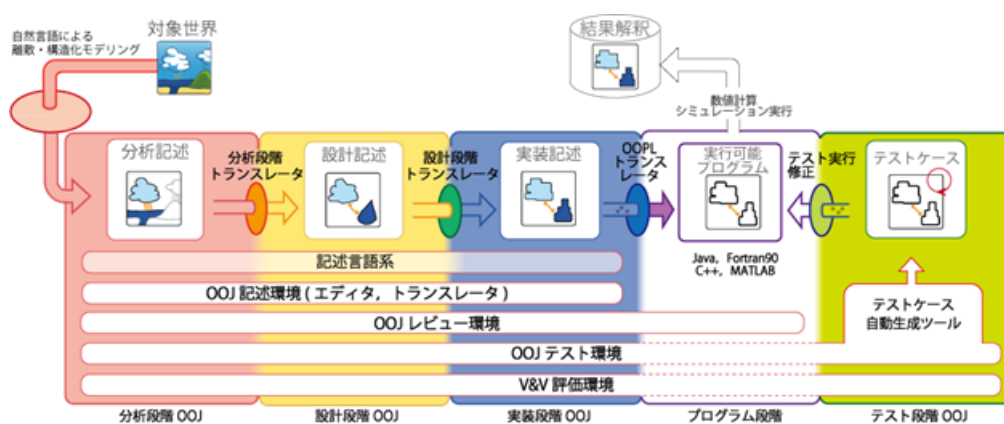 自然言語による
離散・構造化モデリング
対象世界
結果解釈
数値計算
シミュレーション実行
分析記述
分析段階
トランスレータ
設計記述
設計段階
トランスレータ
実装記述
OOPL
トランス
レータ
実行可能
プログラム
テスト実行
修正
テストケース
Java, Fortran90
C++, MATLAB
記述言語系
OOJ 記述環境 ( エディタ, トランスレータ )
OOJ レビュー環境
テストケース
自動生成ツール
OOJ テスト環境
V&V 評価環境
分析段階 OOJ
設計段階 OOJ
実装段階 OOJ
プログラム段階
テスト段階 OOJ